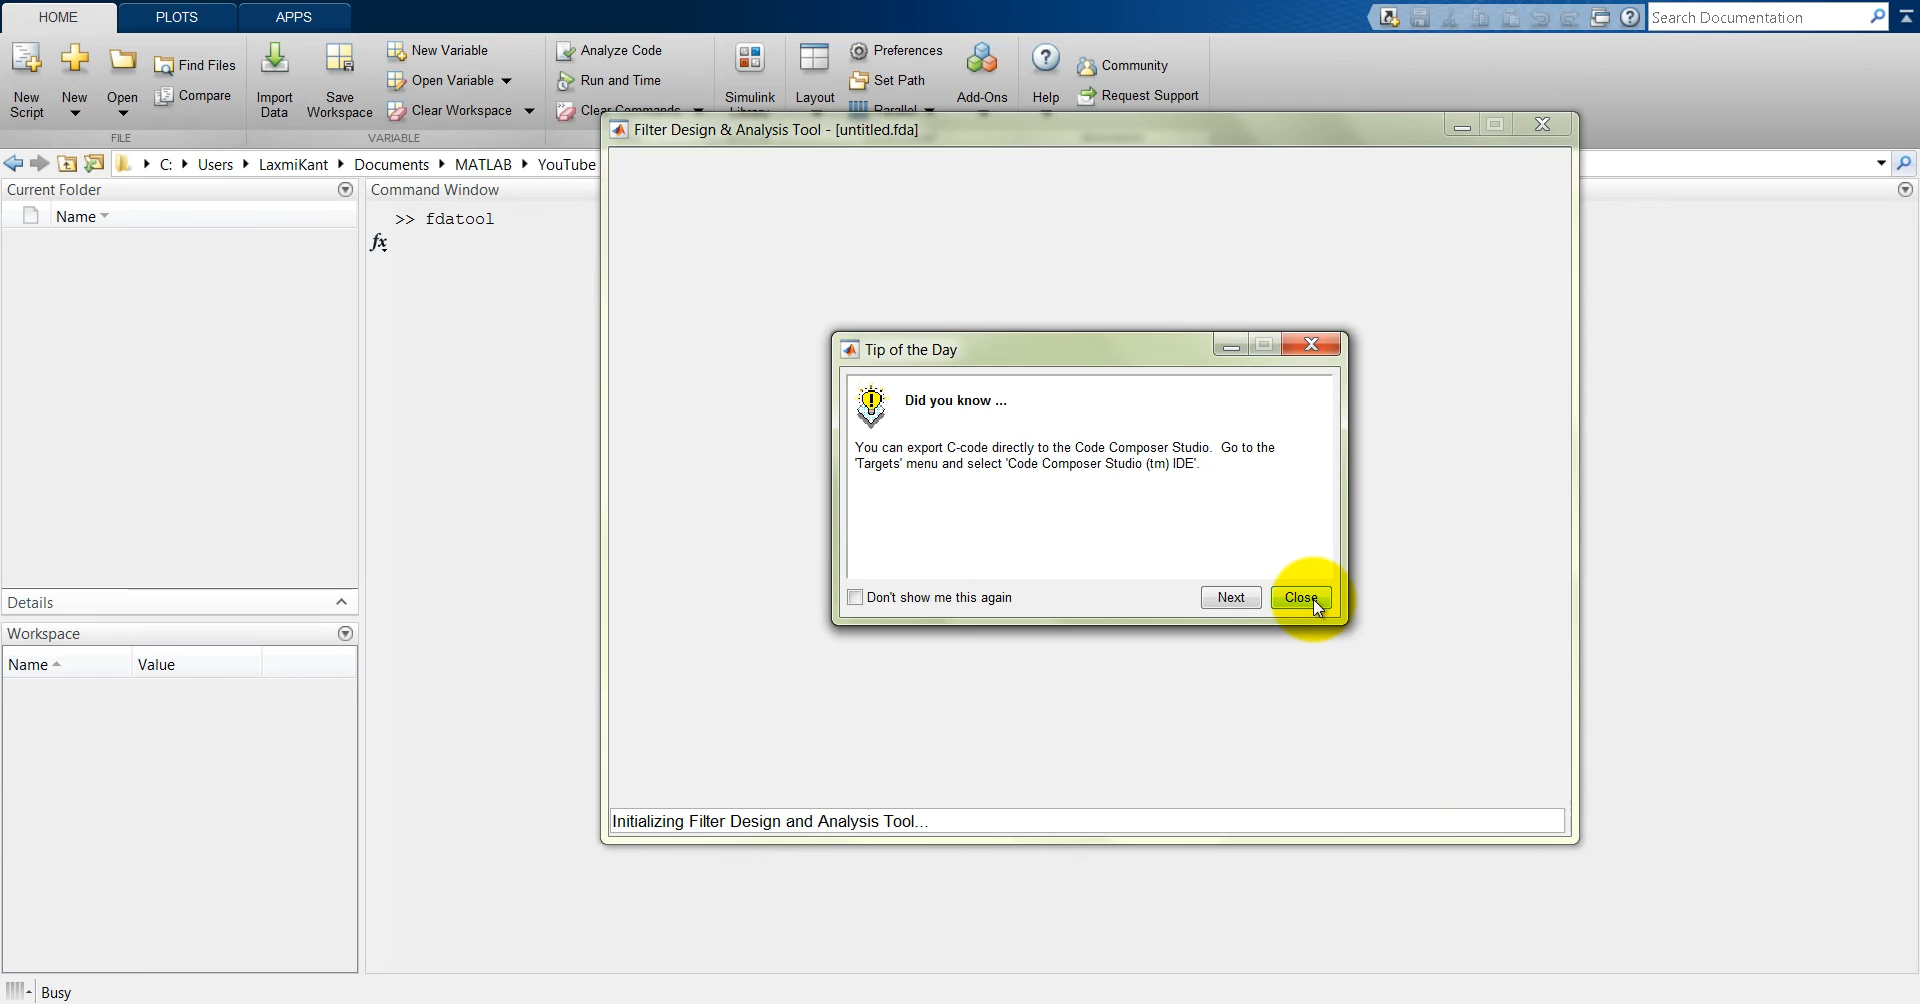 HOME
PLOTS
APPS
Search Documentation
New Script
New
Open
Find Files
Compare
Import Data
Save Workspace
New Variable
Open Variable
Clear Workspace
Analyze Code
Run and Time
Clear Commands
Simulink
Layout
Preferences
Set Path
Parallel
Add-Ons
Help
Community
Request Support
FILE
VARIABLE
Filter Design & Analysis Tool - [untitled.fda]
C: Users LaxmiKant Documents MATLAB YouTube
Current Folder
Command Window
Name
>> fdatool
fx
Tip of the Day
Did you know ...
You can export C-code directly to the Code Composer Studio. Go to the
'Targets' menu and select 'Code Composer Studio (tm) IDE'.
Don't show me this again
Next
Close
Details
Workspace
Name
Value
Initializing Filter Design and Analysis Tool...
Busy